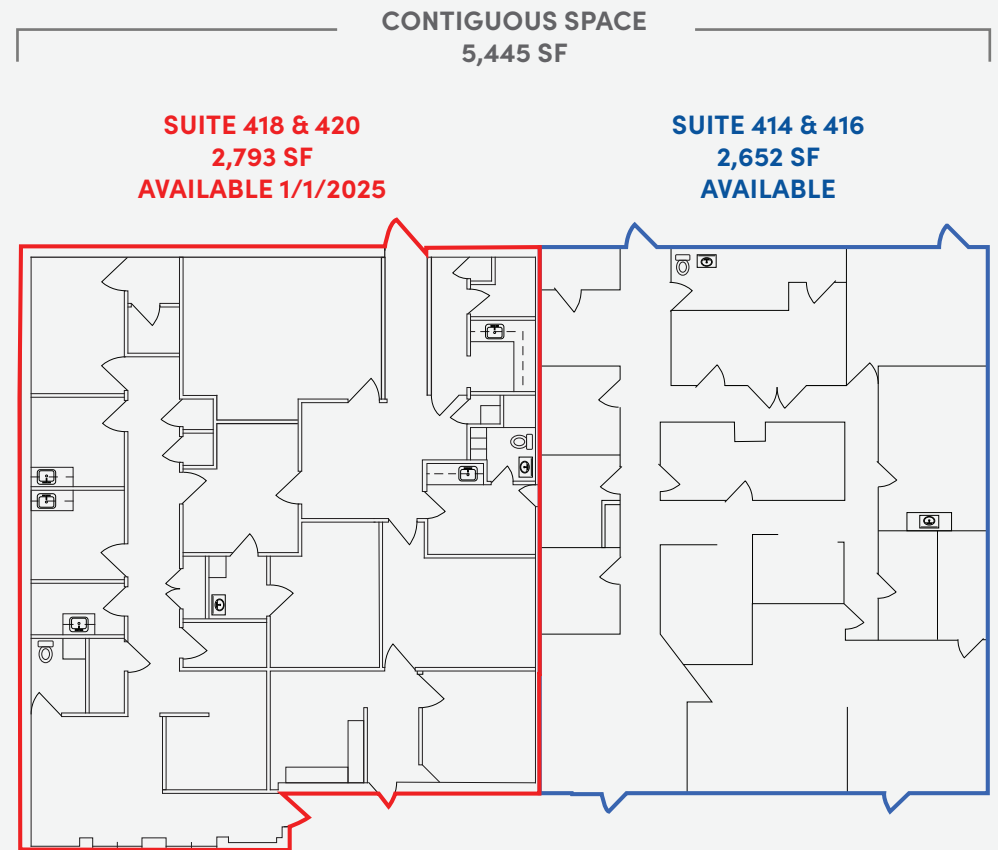 CONTIGUOUS SPACE
5,445 SF
SUITE 418 & 420
2,793 SF
AVAILABLE 1/1/2025
SUITE 414 & 416
2,652 SF
AVAILABLE